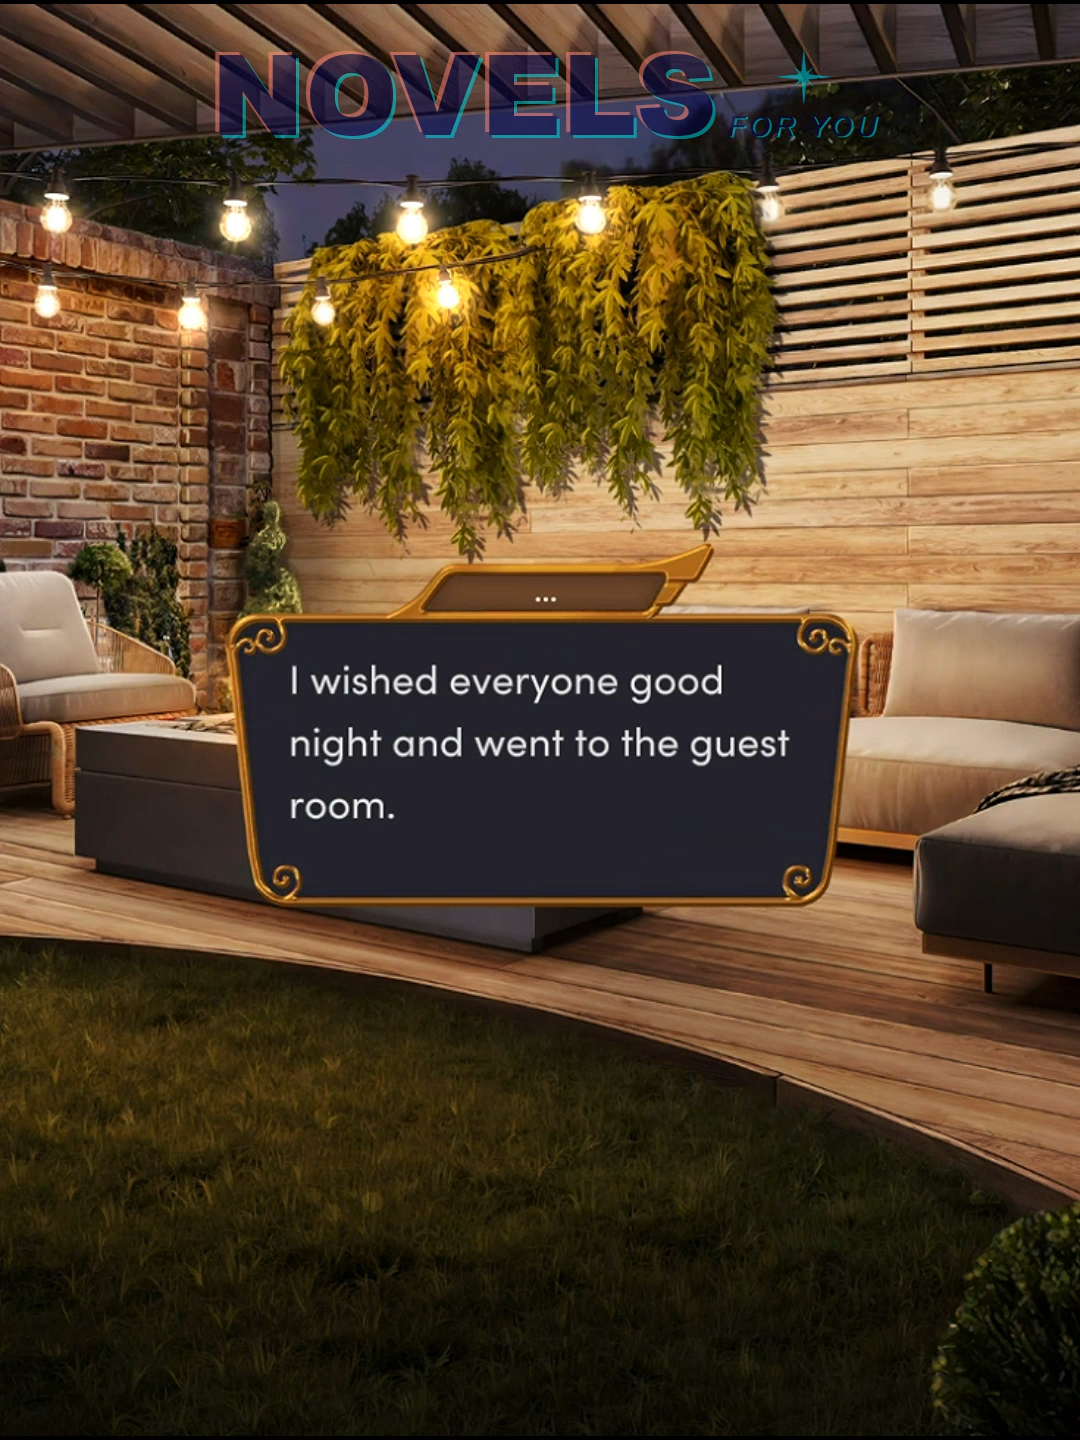 NOVELS
FOR YOU
...
I wished everyone good
night and went to the guest
room.